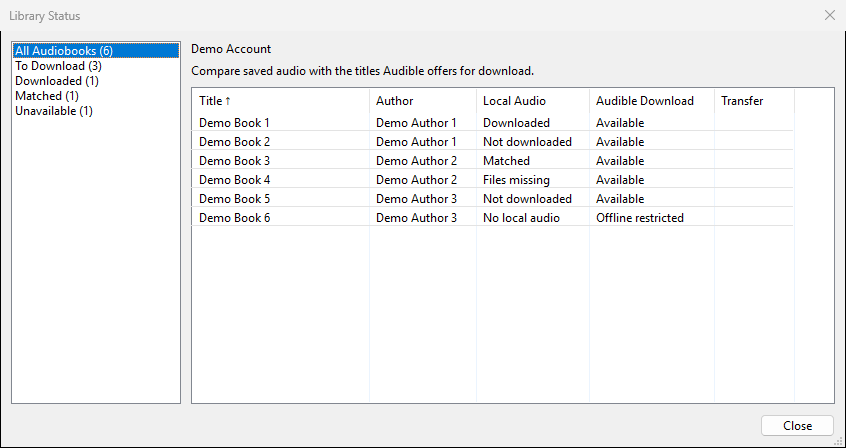 Library Status
All Audiobooks (6)
To Download (3)
Downloaded (1)
Matched (1)
Unavailable (1)
Demo Account
Compare saved audio with the titles Audible offers for download.
Title ↑ Author Local Audio Audible Download Transfer
Demo Book 1 Demo Author 1 Downloaded Available
Demo Book 2 Demo Author 1 Not downloaded Available
Demo Book 3 Demo Author 2 Matched Available
Demo Book 4 Demo Author 2 Files missing Available
Demo Book 5 Demo Author 3 Not downloaded Available
Demo Book 6 Demo Author 3 No local audio Offline restricted
Close